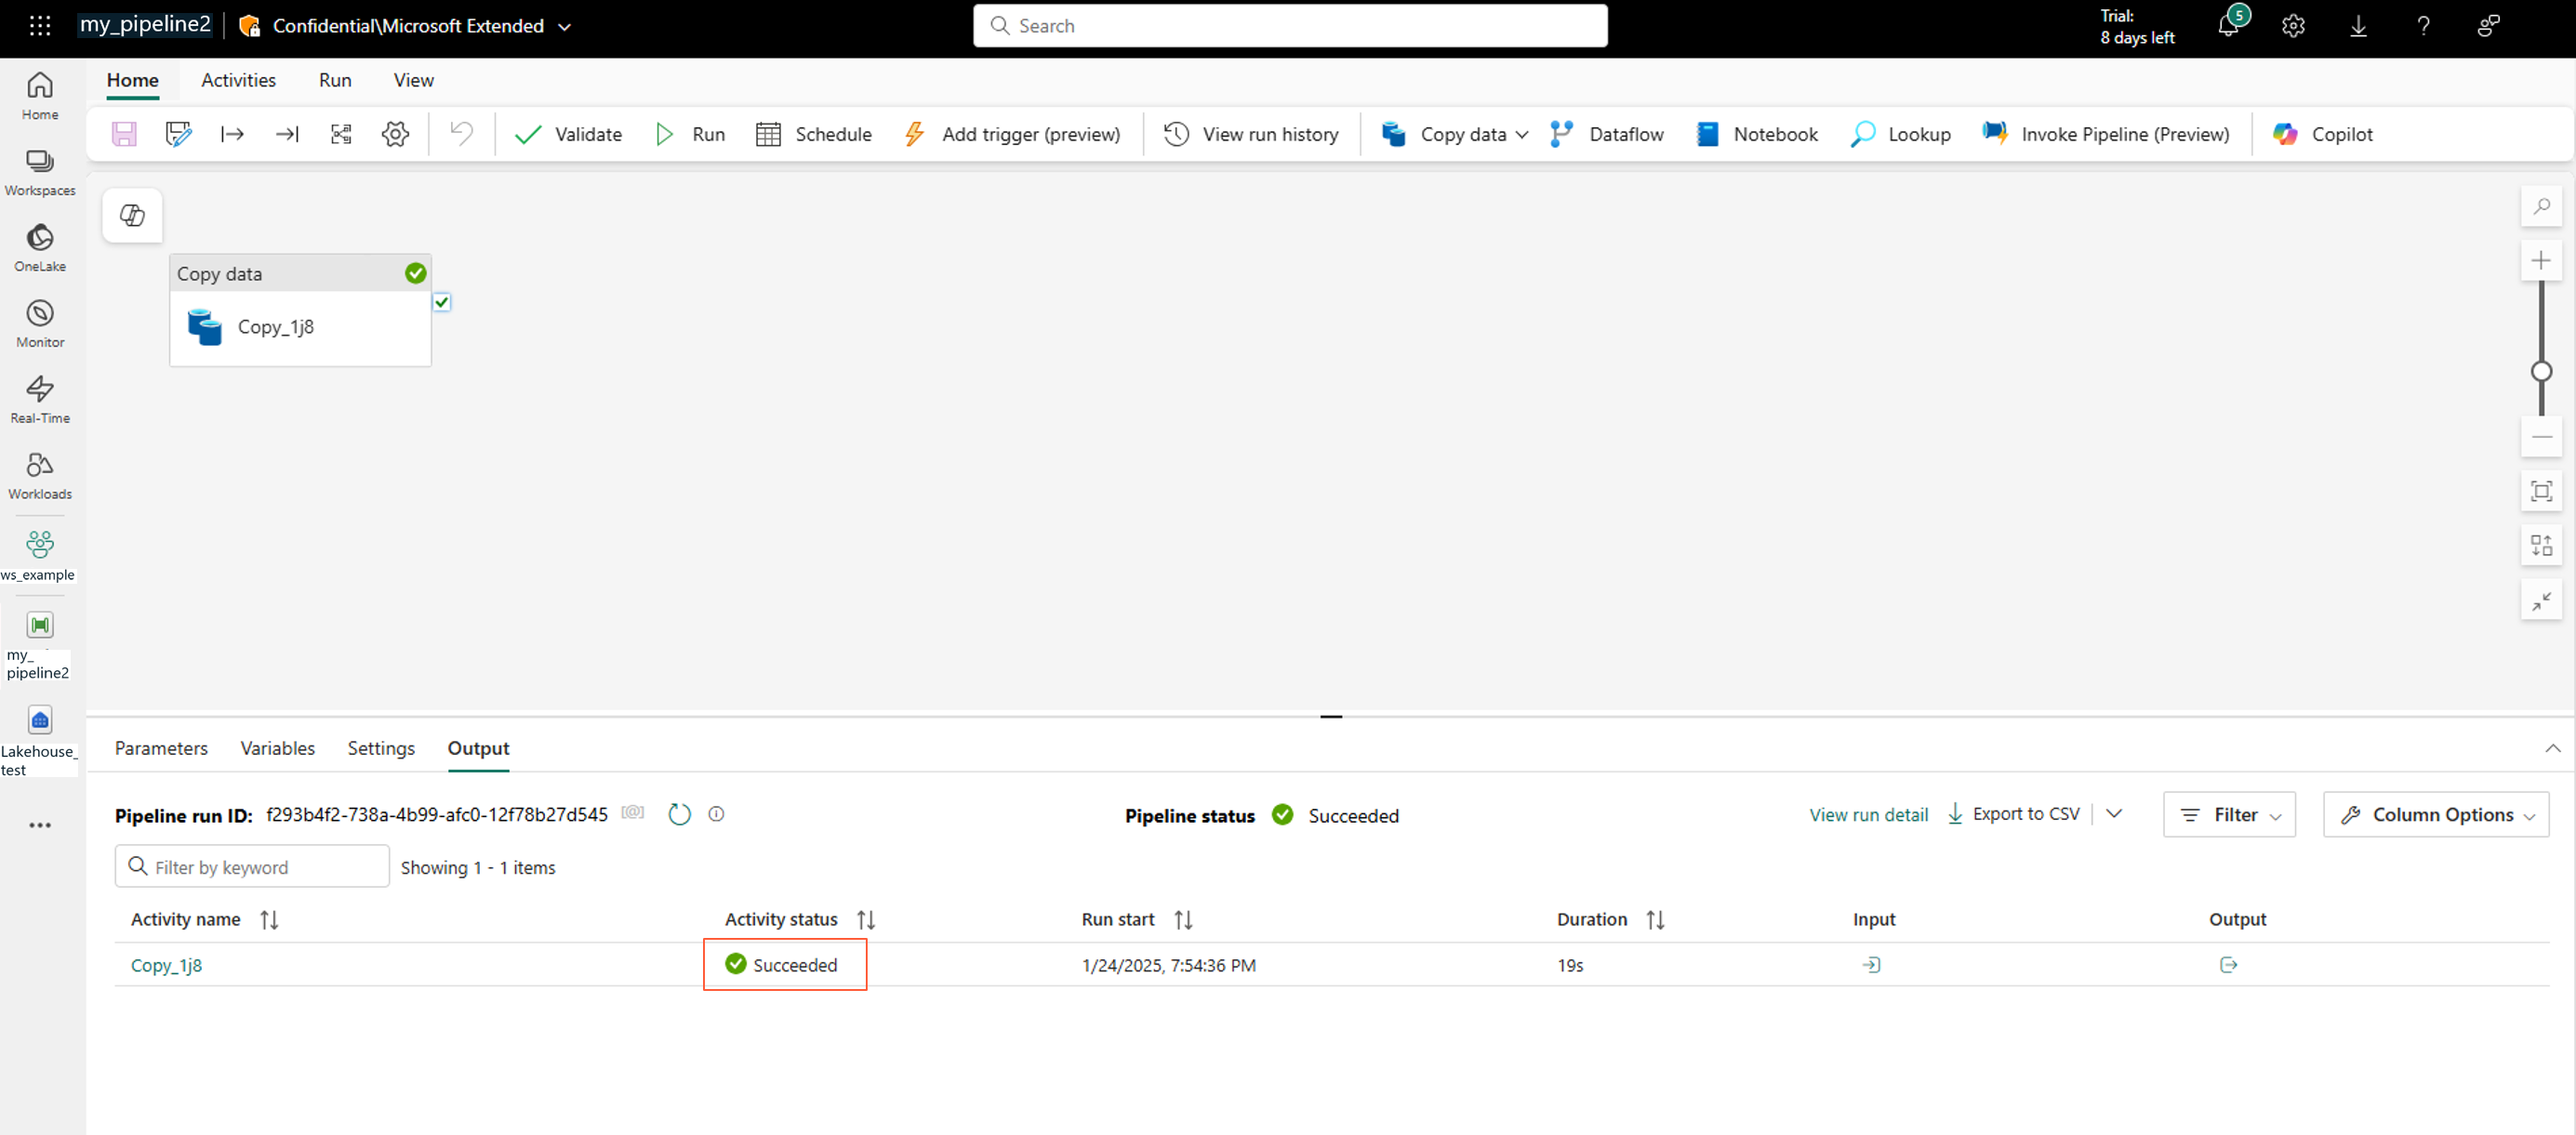 my_pipeline2 Confidential\Microsoft Extended Search Trial: 5
8 days left
Home Activities Run View
Validate Run Schedule Add trigger (preview) View run history Copy data Dataflow Notebook Lookup Invoke Pipeline (Preview) Copilot
Home
Workspaces
OneLake
Monitor
Real-Time
Workloads
ws_example
my_
pipeline2
Lakehouse_
test
Copy data
Copy_1j8
Parameters Variables Settings Output
Pipeline run ID: f293b4f2-738a-4b99-afc0-12f78b27d545 Pipeline status Succeeded View run detail Export to CSV Filter Column Options
Filter by keyword Showing 1 - 1 items
Activity name Activity status Run start Duration Input Output
Copy_1j8 Succeeded 1/24/2025, 7:54:36 PM 19s